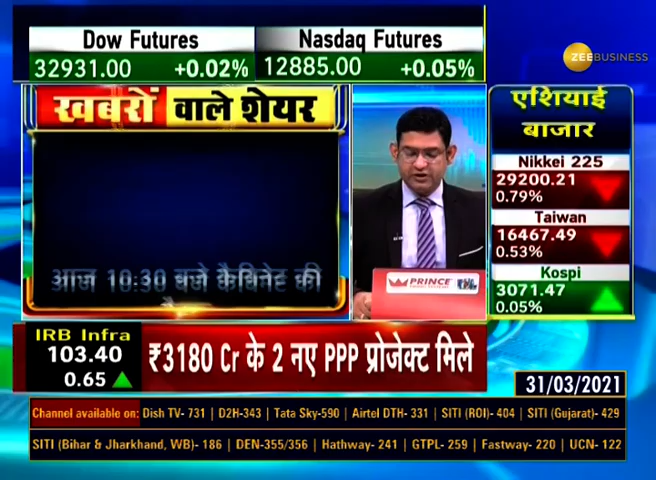 Dow Futures
32931.00 +0.02%
Nasdaq Futures
12885.00 +0.05%
ZEEBUSINESS
खबरों वाले शेयर
आज 10:30 बजे कैबिनेट की
एशियाई
बाजार
Nikkei 225
29200.21
0.79%
Taiwan
16467.49
0.53%
Kospi
3071.47
0.05%
PRINCE
IRB Infra
103.40
0.65
₹3180 Cr के 2 नए PPP प्रोजेक्ट मिले
31/03/2021
Channel available on: Dish TV- 731 | D2H-343 | Tata Sky-590 | Airtel DTH- 331 | SITI (ROI)- 404 | SITI (Gujarat)- 429
SITI (Bihar & Jharkhand, WB)- 186 | DEN-355/356 | Hathway- 241 | GTPL- 259 | Fastway- 220 | UCN- 122